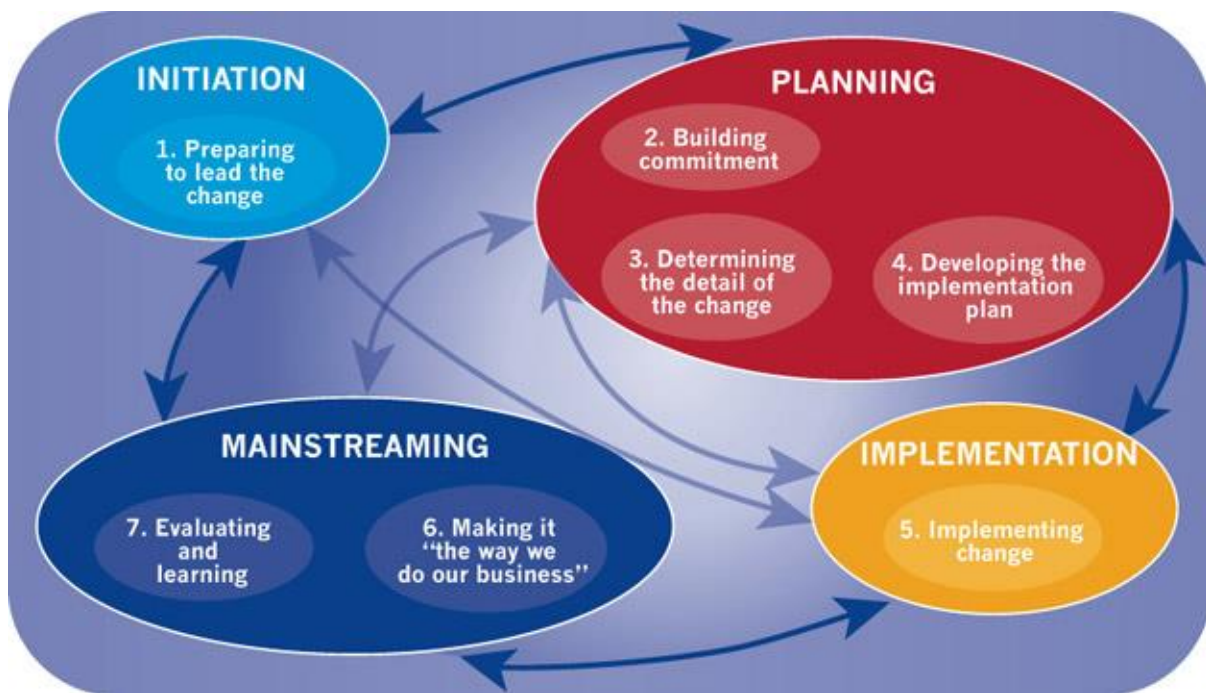 INITIATION
1. Preparing
to lead the
change
PLANNING
2. Building
commitment
3. Determining
the detail of
the change
4. Developing the
implementation
plan
IMPLEMENTATION
5. Implementing
change
MAINSTREAMING
6. Making it
“the way we
do our business”
7. Evaluating
and
learning